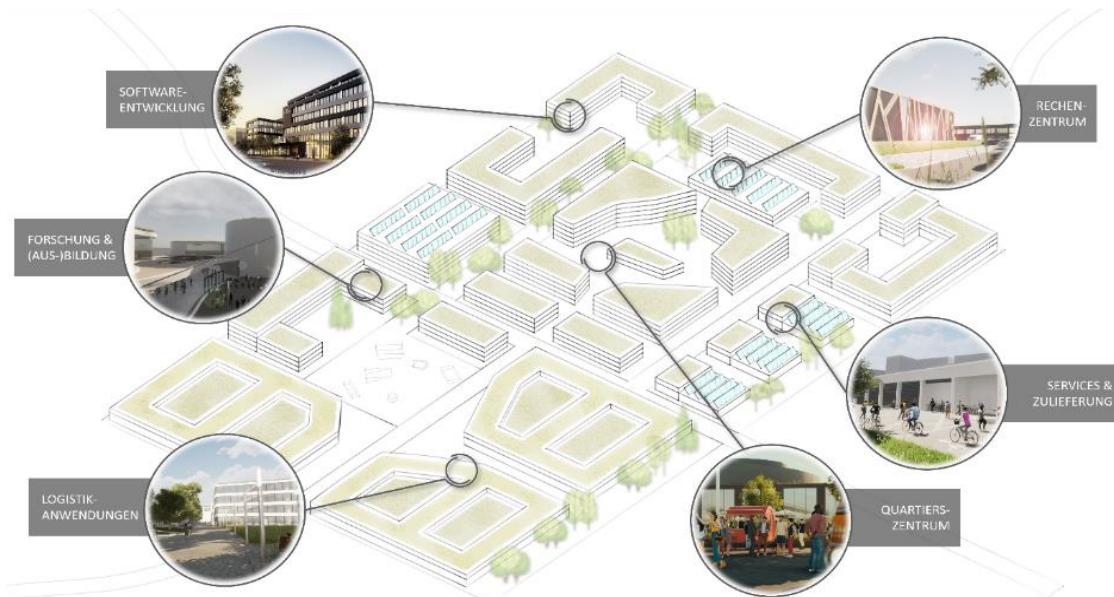 SOFTWARE-
ENTWICKLUNG
RECHEN-
ZENTRUM
FORSCHUNG &
(AUS-)BILDUNG
SERVICES &
ZULIEFERUNG
LOGISTIK-
ANWENDUNGEN
QUARTIERS-
ZENTRUM